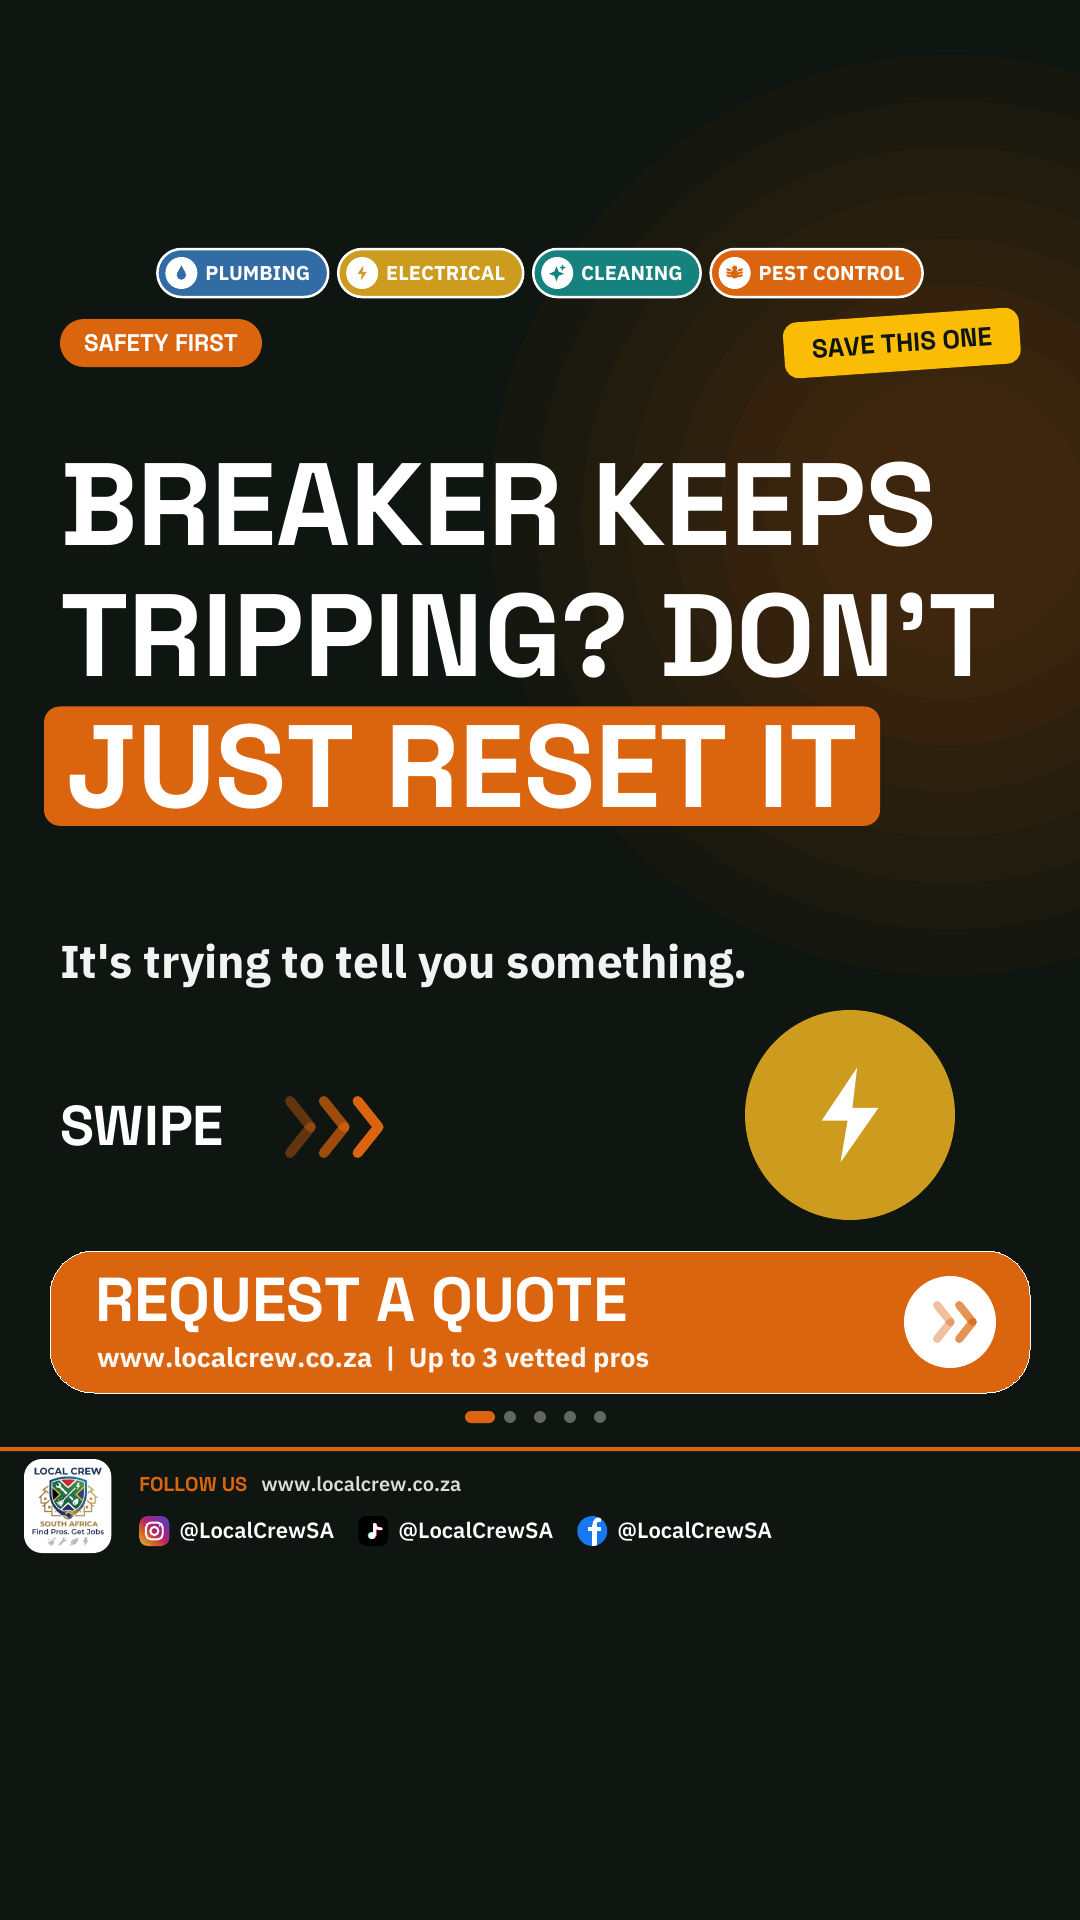 PLUMBING ELECTRICAL CLEANING PEST CONTROL
SAFETY FIRST
SAVE THIS ONE
BREAKER KEEPS
TRIPPING? DON’T
JUST RESET IT
It's trying to tell you something.
SWIPE
REQUEST A QUOTE
www.localcrew.co.za | Up to 3 vetted pros
LOCAL CREW
SOUTH AFRICA
Find Pros. Get Jobs
FOLLOW US www.localcrew.co.za
@LocalCrewSA @LocalCrewSA @LocalCrewSA